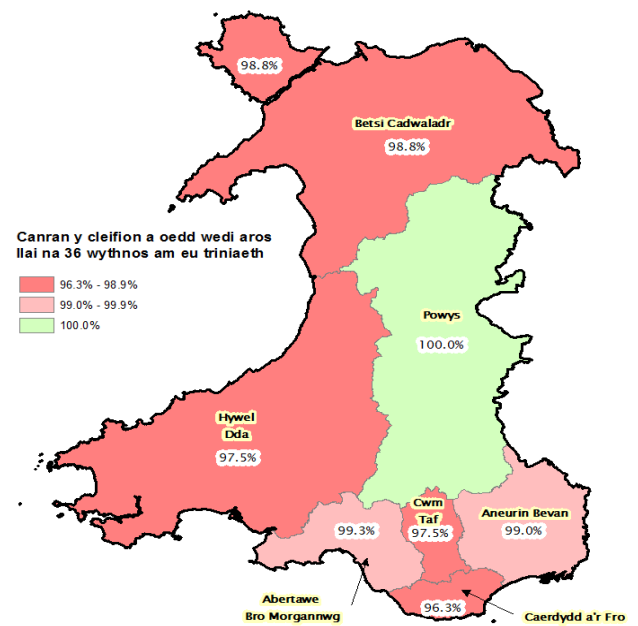 98.8%
Betsi Cadwaladr
98.8%
Canran y cleifion a oedd wedi aros
llai na 36 wythnos am eu triniaeth
96.3% - 98.9%
99.0% - 99.9%
100.0%
Powys
100.0%
Hywel
Dda
97.5%
Cwm
Taf
97.5%
Aneurin Bevan
99.0%
99.3%
Abertawe
Bro Morgannwg
96.3%
Caerdydd a'r Fro